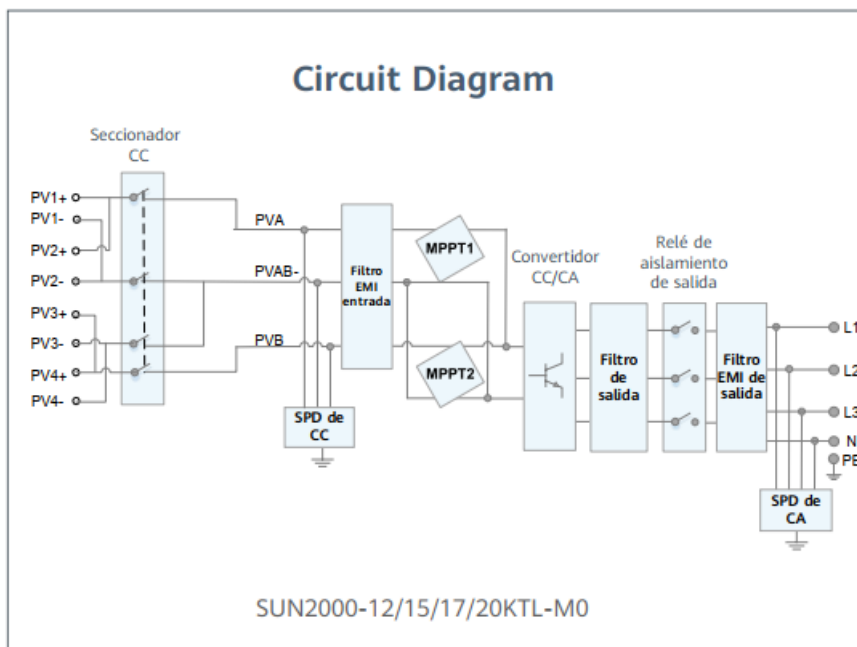 Circuit Diagram
Seccionador
CC
PV1+
PV1-
PV2+
PV2-
PV3+
PV3-
PV4+
PV4-
PVA
PVAB-
PVB
Filtro
EMI
entrada
SPD de
CC
MPPT1
MPPT2
Convertidor
CC/CA
Filtro
de
salida
Relé de
aislamiento
de salida
Filtro
EMI de
salida
L1
L2
L3
N
PE
SPD de
CA
SUN2000-12/15/17/20KTL-M0